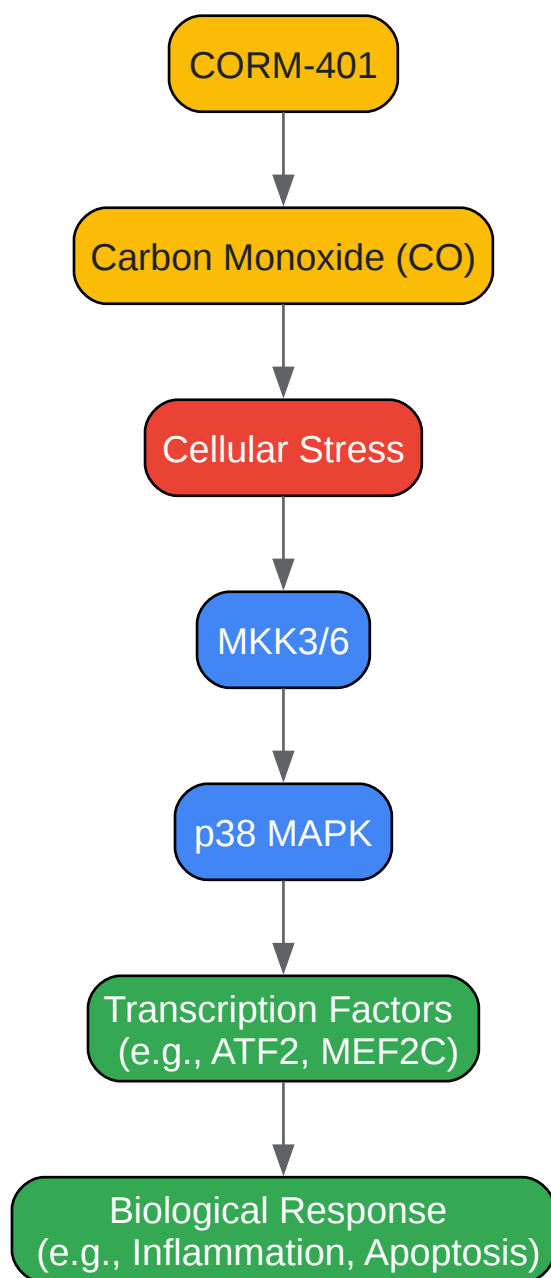 CORM-401
Carbon Monoxide (CO)
Cellular Stress
MKK3/6
p38 MAPK
Transcription Factors
(e.g., ATF2, MEF2C)
Biological Response
(e.g., Inflammation, Apoptosis)